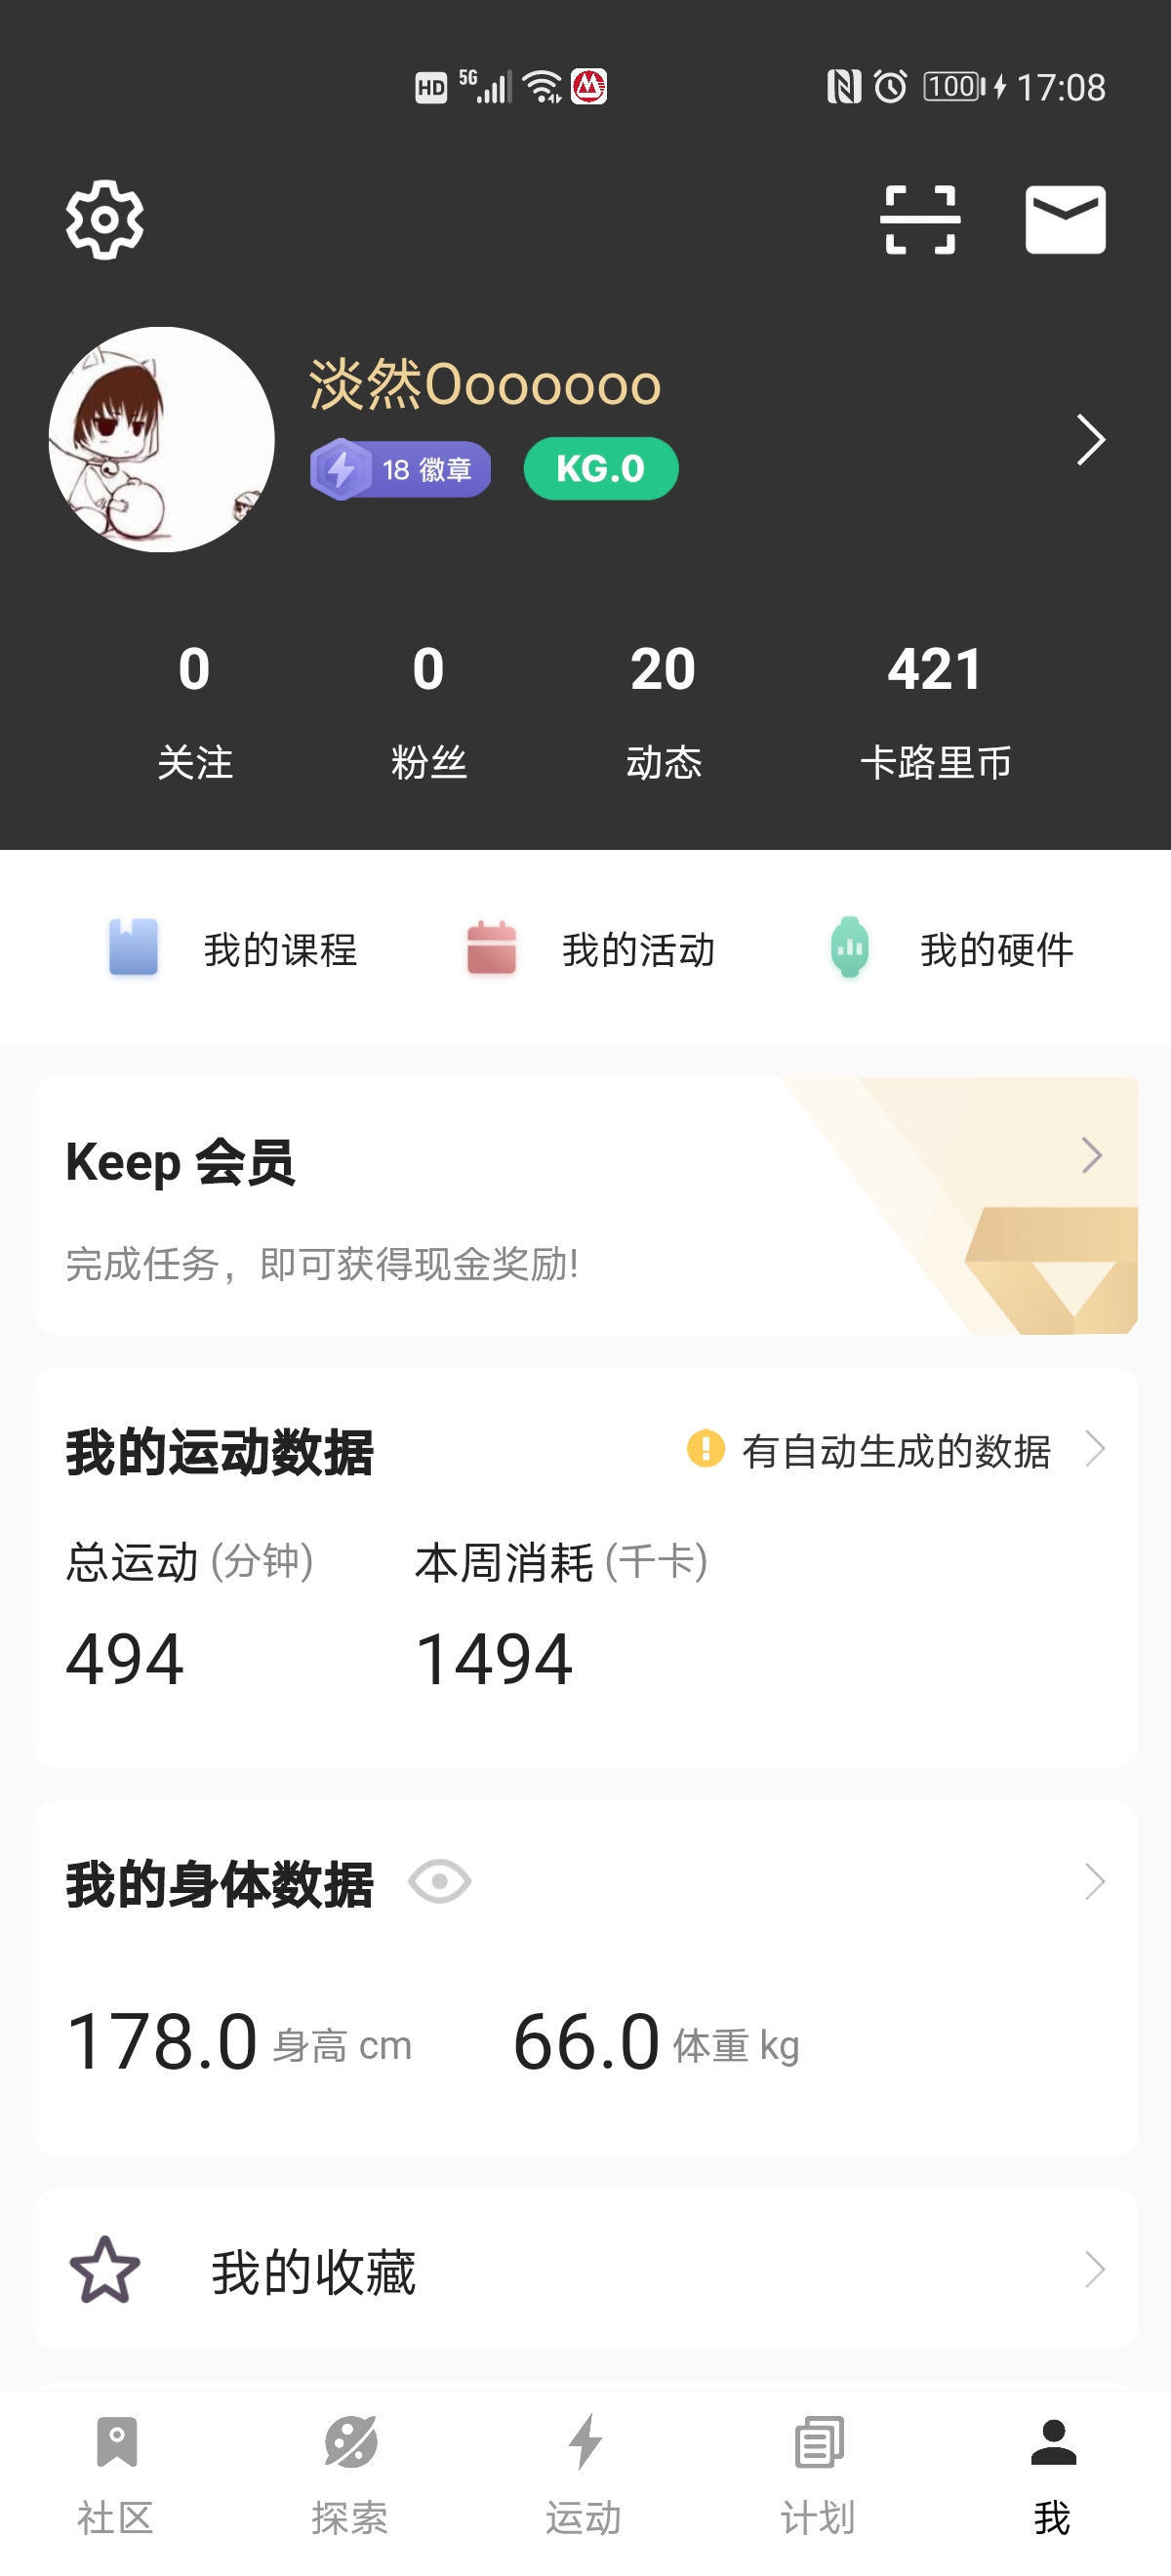 HD 5G 100 17:08
淡然Ooooooo
18 徽章 KG.0
0 0 20 421
关注 粉丝 动态 卡路里币
我的课程 我的活动 我的硬件
Keep 会员
完成任务，即可获得现金奖励!
我的运动数据 有自动生成的数据
总运动 (分钟) 本周消耗 (千卡)
494 1494
我的身体数据
178.0 身高 cm 66.0 体重 kg
我的收藏
社区 探索 运动 计划 我